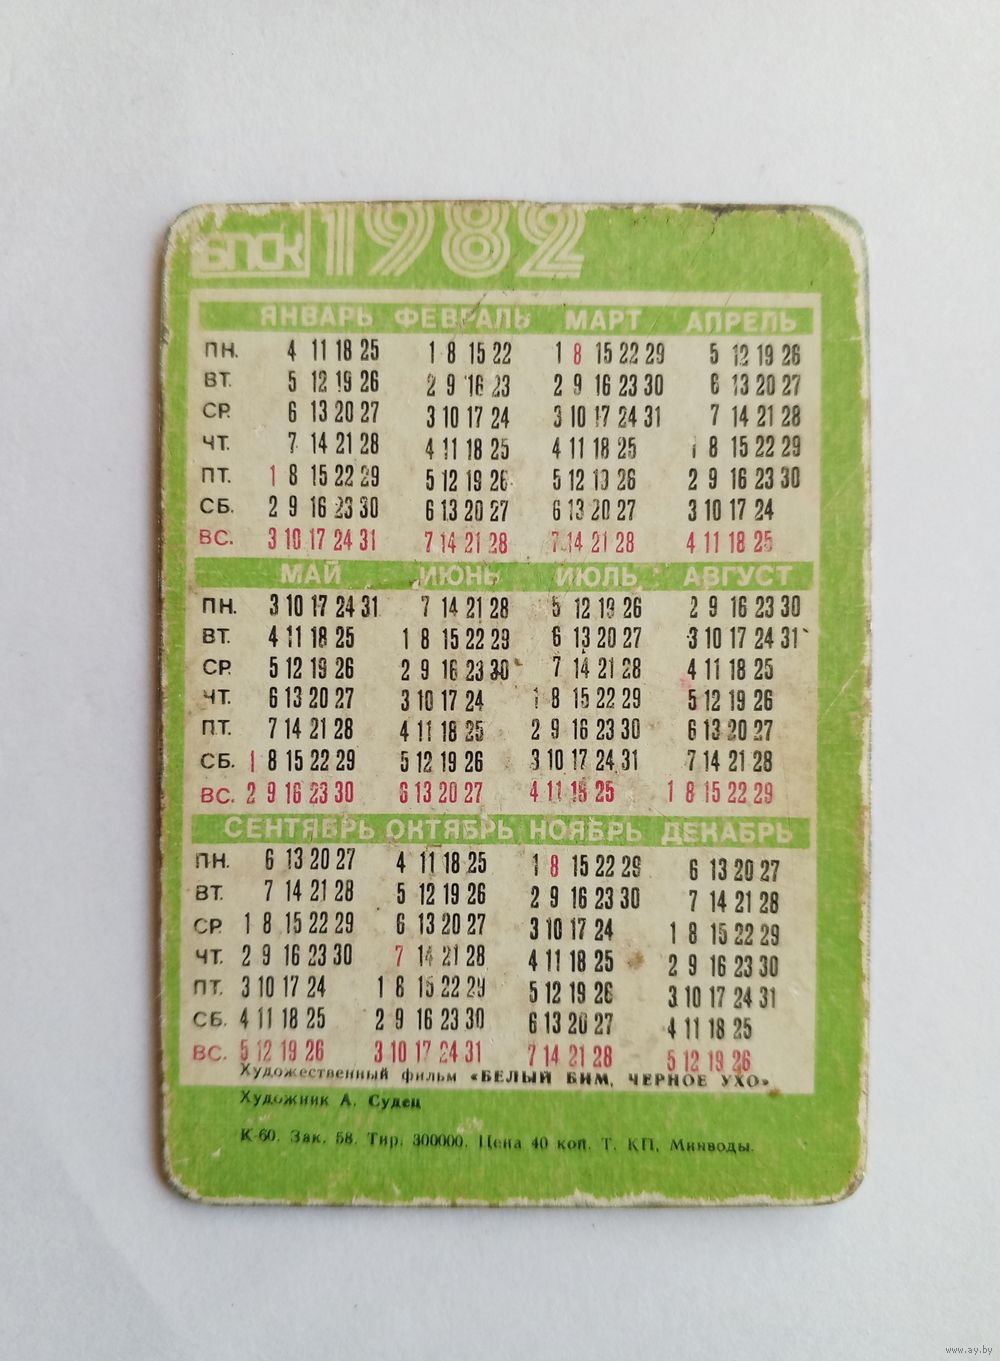 БПСК 1982
ЯНВАРЬ ФЕВРАЛЬ МАРТ АПРЕЛЬ
ПН. 4 11 18 25 1 8 15 22 1 8 15 22 29 5 12 19 26
ВТ. 5 12 19 26 2 9 16 23 2 9 16 23 30 6 13 20 27
СР. 6 13 20 27 3 10 17 24 3 10 17 24 31 7 14 21 28
ЧТ. 7 14 21 28 4 11 18 25 4 11 18 25 1 8 15 22 29
ПТ. 1 8 15 22 29 5 12 19 26 5 12 19 26 2 9 16 23 30
СБ. 2 9 16 23 30 6 13 20 27 6 13 20 27 3 10 17 24
ВС. 3 10 17 24 31 7 14 21 28 7 14 21 28 4 11 18 25
МАЙ ИЮНЬ ИЮЛЬ АВГУСТ
ПН. 3 10 17 24 31 7 14 21 28 5 12 19 26 2 9 16 23 30
ВТ. 4 11 18 25 1 8 15 22 29 6 13 20 27 3 10 17 24 31
СР. 5 12 19 26 2 9 16 23 30 7 14 21 28 4 11 18 25
ЧТ. 6 13 20 27 3 10 17 24 1 8 15 22 29 5 12 19 26
ПТ. 7 14 21 28 4 11 18 25 2 9 16 23 30 6 13 20 27
СБ. 1 8 15 22 29 5 12 19 26 3 10 17 24 31 7 14 21 28
ВС. 2 9 16 23 30 6 13 20 27 4 11 18 25 1 8 15 22 29
СЕНТЯБРЬ ОКТЯБРЬ НОЯБРЬ ДЕКАБРЬ
ПН. 6 13 20 27 4 11 18 25 1 8 15 22 29 6 13 20 27
ВТ. 7 14 21 28 5 12 19 26 2 9 16 23 30 7 14 21 28
СР. 1 8 15 22 29 6 13 20 27 3 10 17 24 1 8 15 22 29
ЧТ. 2 9 16 23 30 7 14 21 28 4 11 18 25 2 9 16 23 30
ПТ. 3 10 17 24 1 8 15 22 29 5 12 19 26 3 10 17 24 31
СБ. 4 11 18 25 2 9 16 23 30 6 13 20 27 4 11 18 25
ВС. 5 12 19 26 3 10 17 24 31 7 14 21 28 5 12 19 26
Художественный фильм «БЕЛЫЙ БИМ, ЧЕРНОЕ УХО»
Художник А. Судец
К-60. Зак. 58. Тир. 300000. Цена 40 коп. Т. КП, Минводы.
www.ay.by